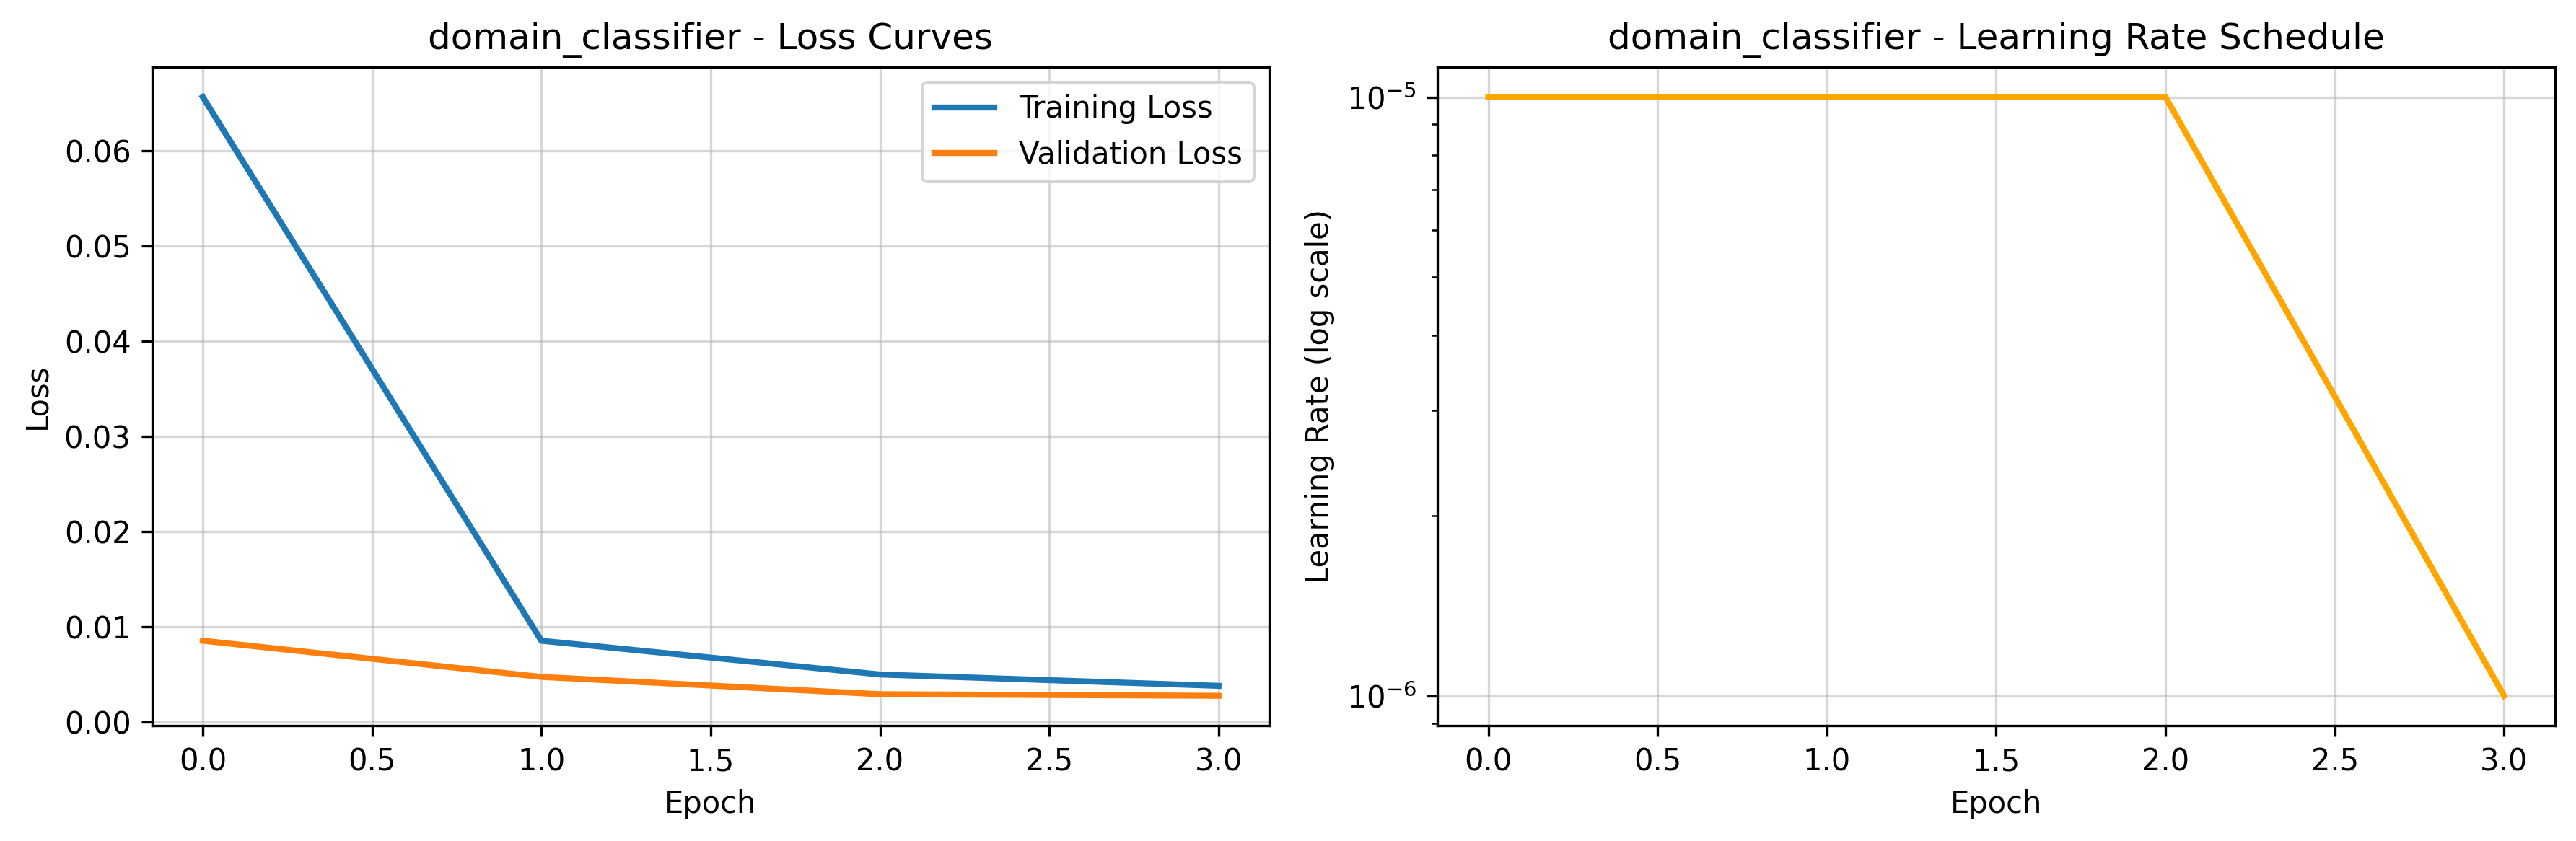 domain_classifier - Loss Curves
Training Loss
Validation Loss
Loss
0.06
0.05
0.04
0.03
0.02
0.01
0.00
0.0 0.5 1.0 1.5 2.0 2.5 3.0
Epoch
domain_classifier - Learning Rate Schedule
Learning Rate (log scale)
10⁻⁵
10⁻⁶
0.0 0.5 1.0 1.5 2.0 2.5 3.0
Epoch